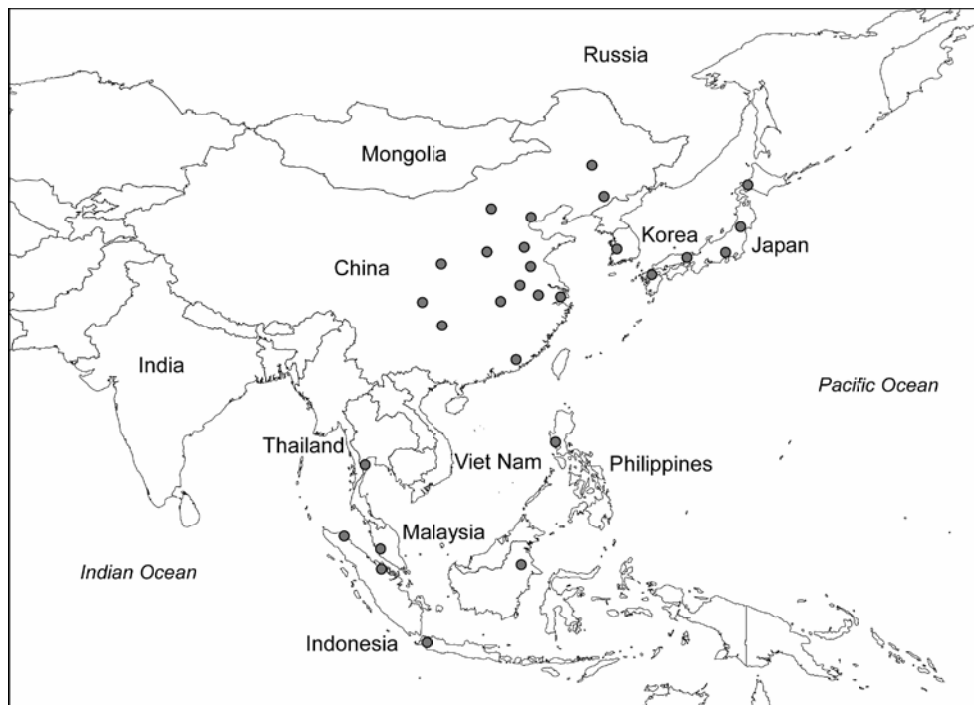 Russia
Mongolia
Korea
Japan
China
India
Pacific Ocean
Thailand
Viet Nam
Philippines
Malaysia
Indian Ocean
Indonesia